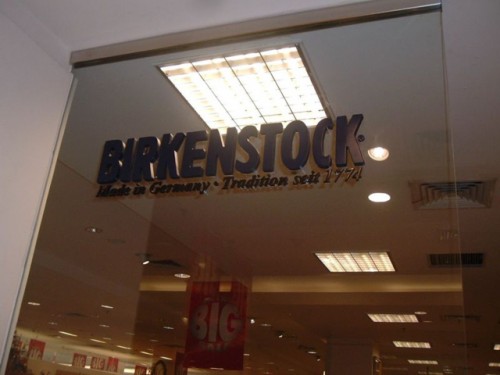 BIRKENSTOCK®
Made in Germany · Tradition seit 1774
BIG